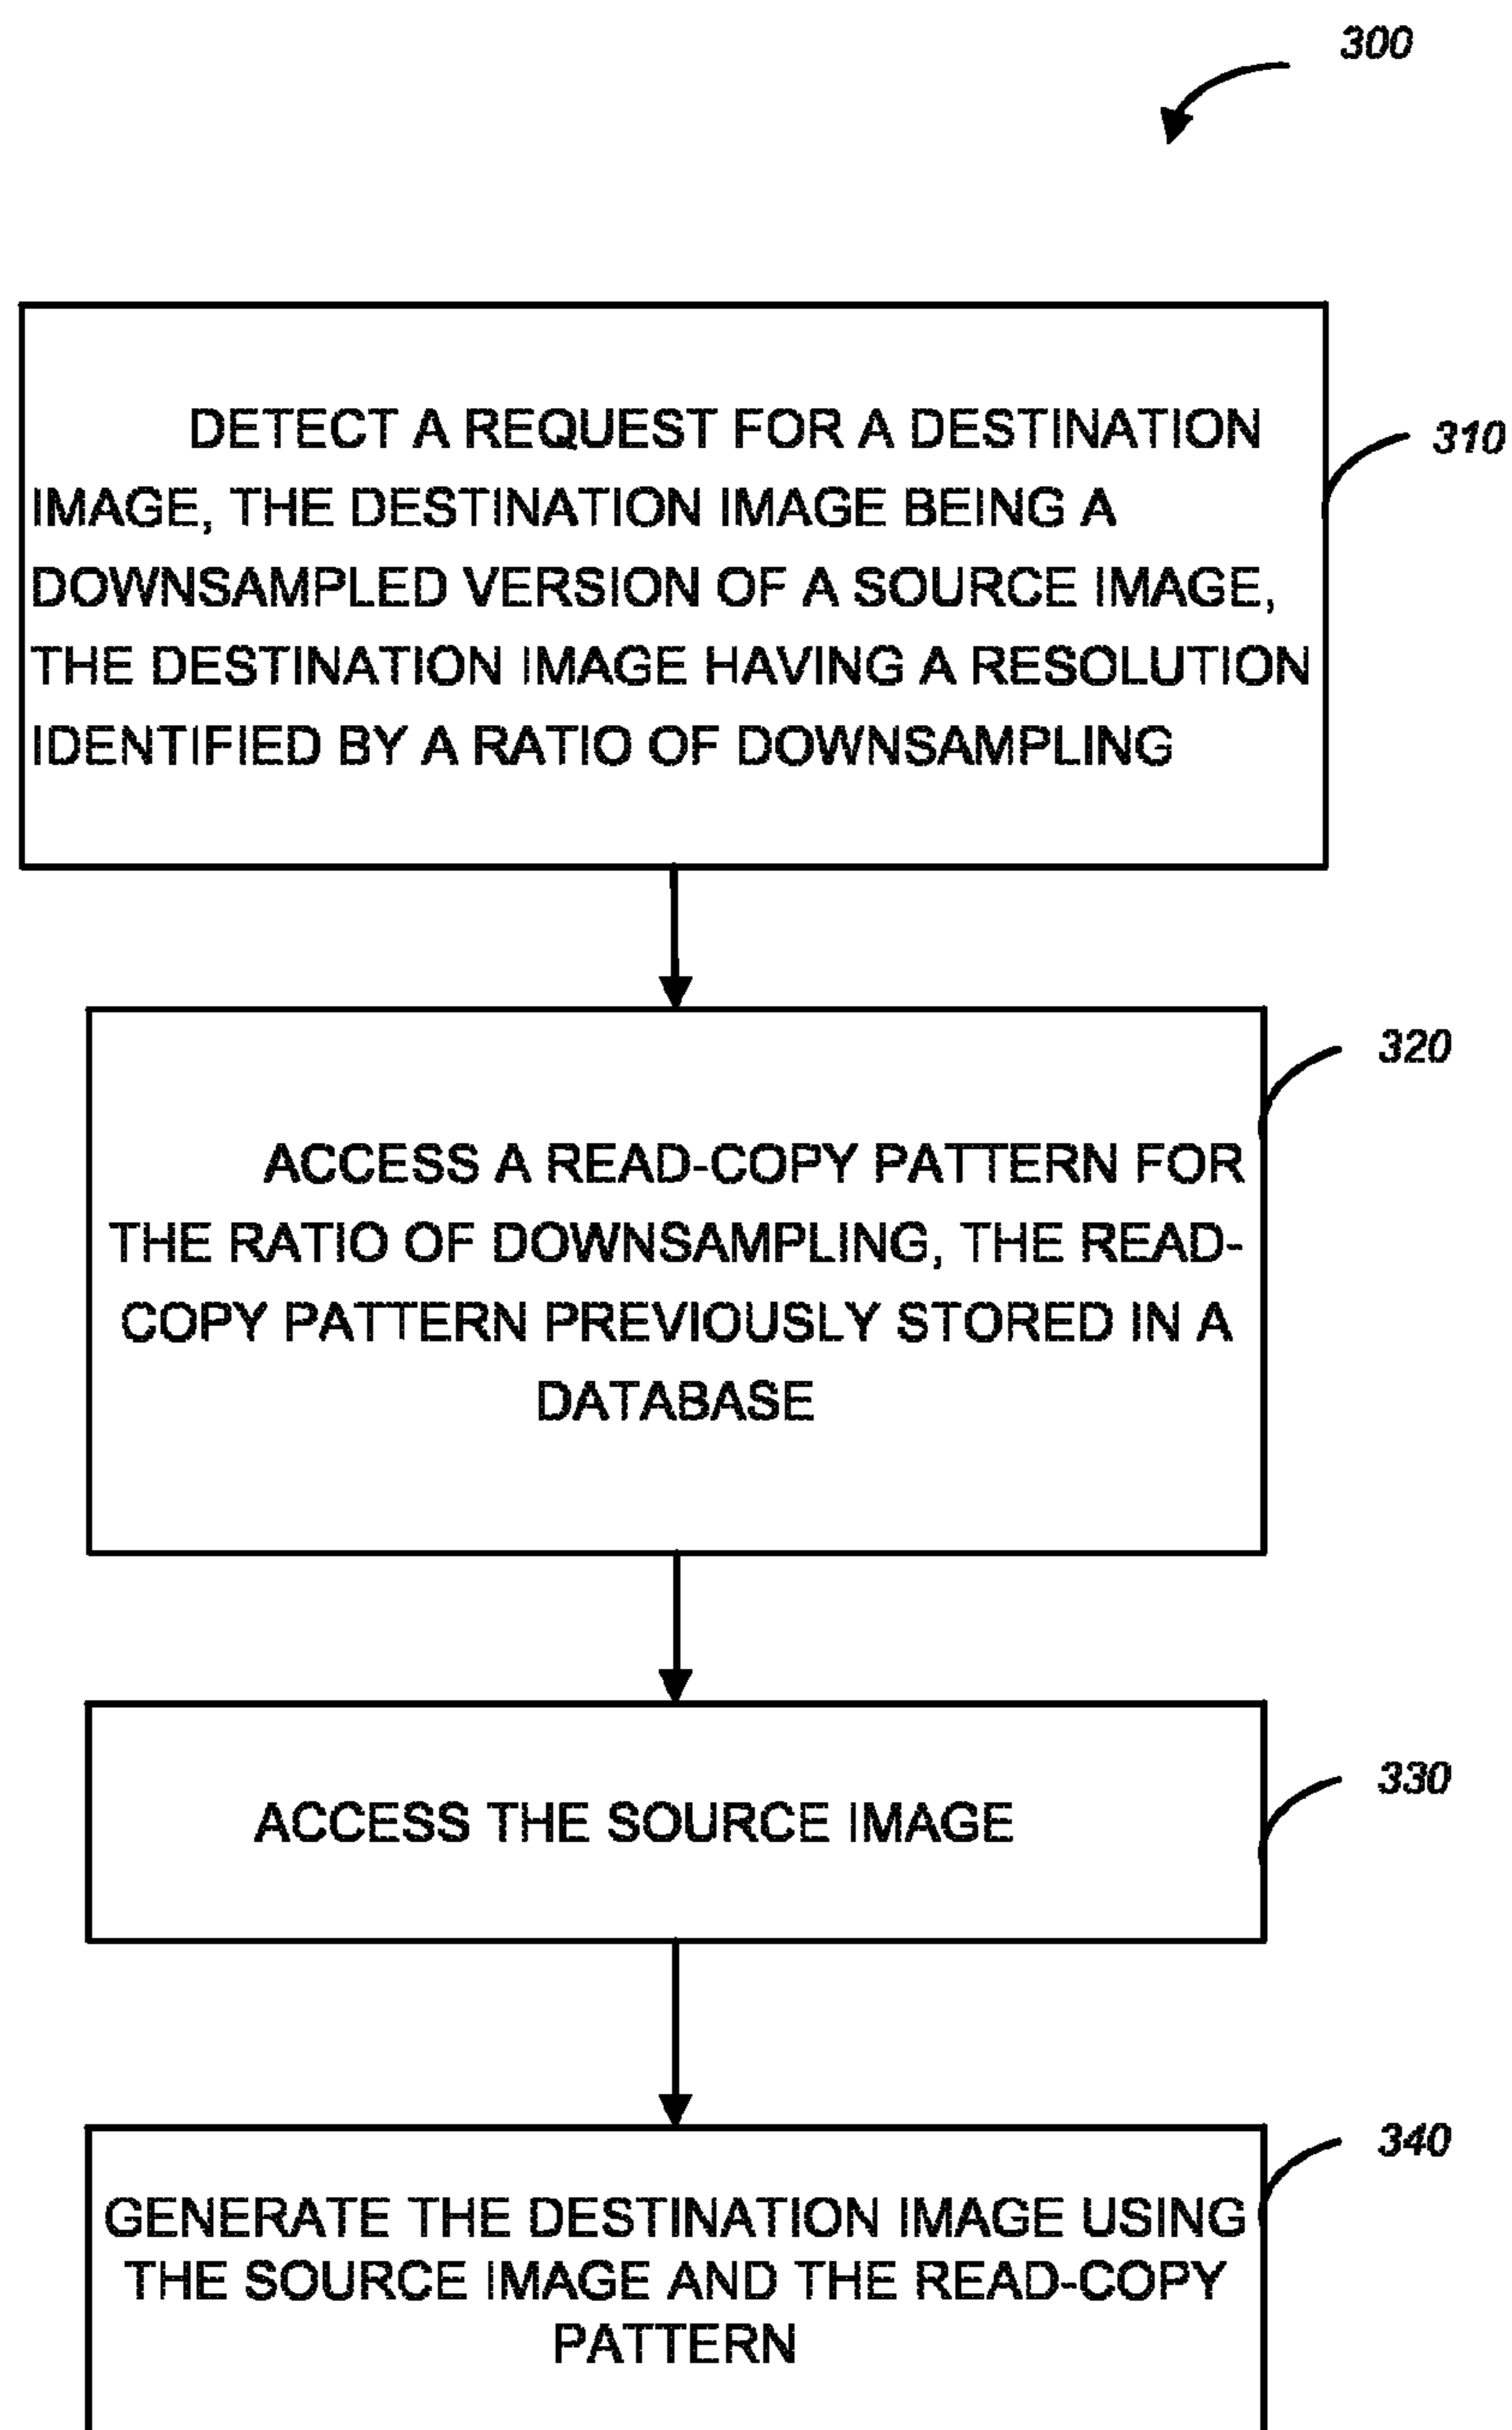 300
DETECT A REQUEST FOR A DESTINATION
IMAGE, THE DESTINATION IMAGE BEING A
DOWNSAMPLED VERSION OF A SOURCE IMAGE,
THE DESTINATION IMAGE HAVING A RESOLUTION
IDENTIFIED BY A RATIO OF DOWNSAMPLING
310
ACCESS A READ-COPY PATTERN FOR
THE RATIO OF DOWNSAMPLING, THE READ-
COPY PATTERN PREVIOUSLY STORED IN A
DATABASE
320
ACCESS THE SOURCE IMAGE
330
GENERATE THE DESTINATION IMAGE USING
THE SOURCE IMAGE AND THE READ-COPY
PATTERN
340